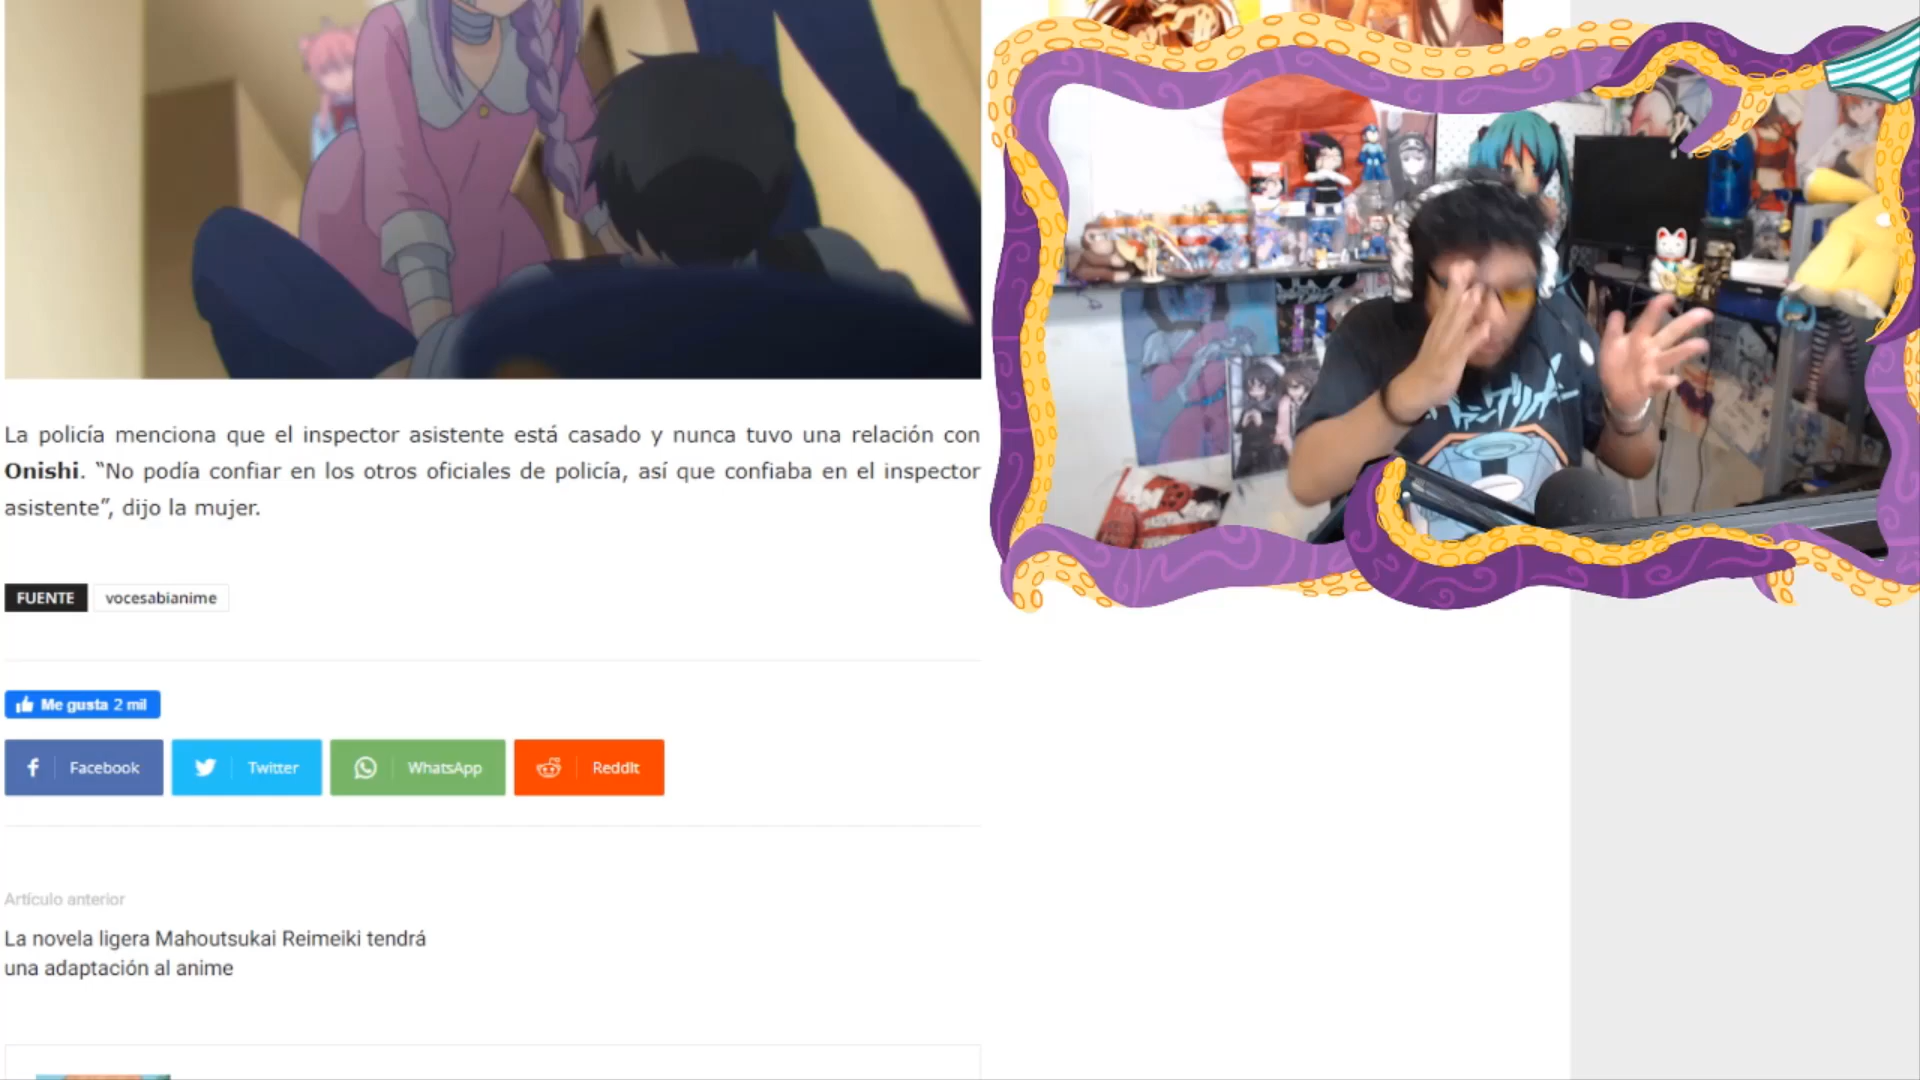 La policía menciona que el inspector asistente está casado y nunca tuvo una relación con
Onishi. “No podía confiar en los otros oficiales de policía, así que confiaba en el inspector
asistente”, dijo la mujer.
FUENTE vocesabianime
Me gusta 2 mil
Facebook Twitter WhatsApp ReddIt
Artículo anterior
La novela ligera Mahoutsukai Reimeiki tendrá
una adaptación al anime